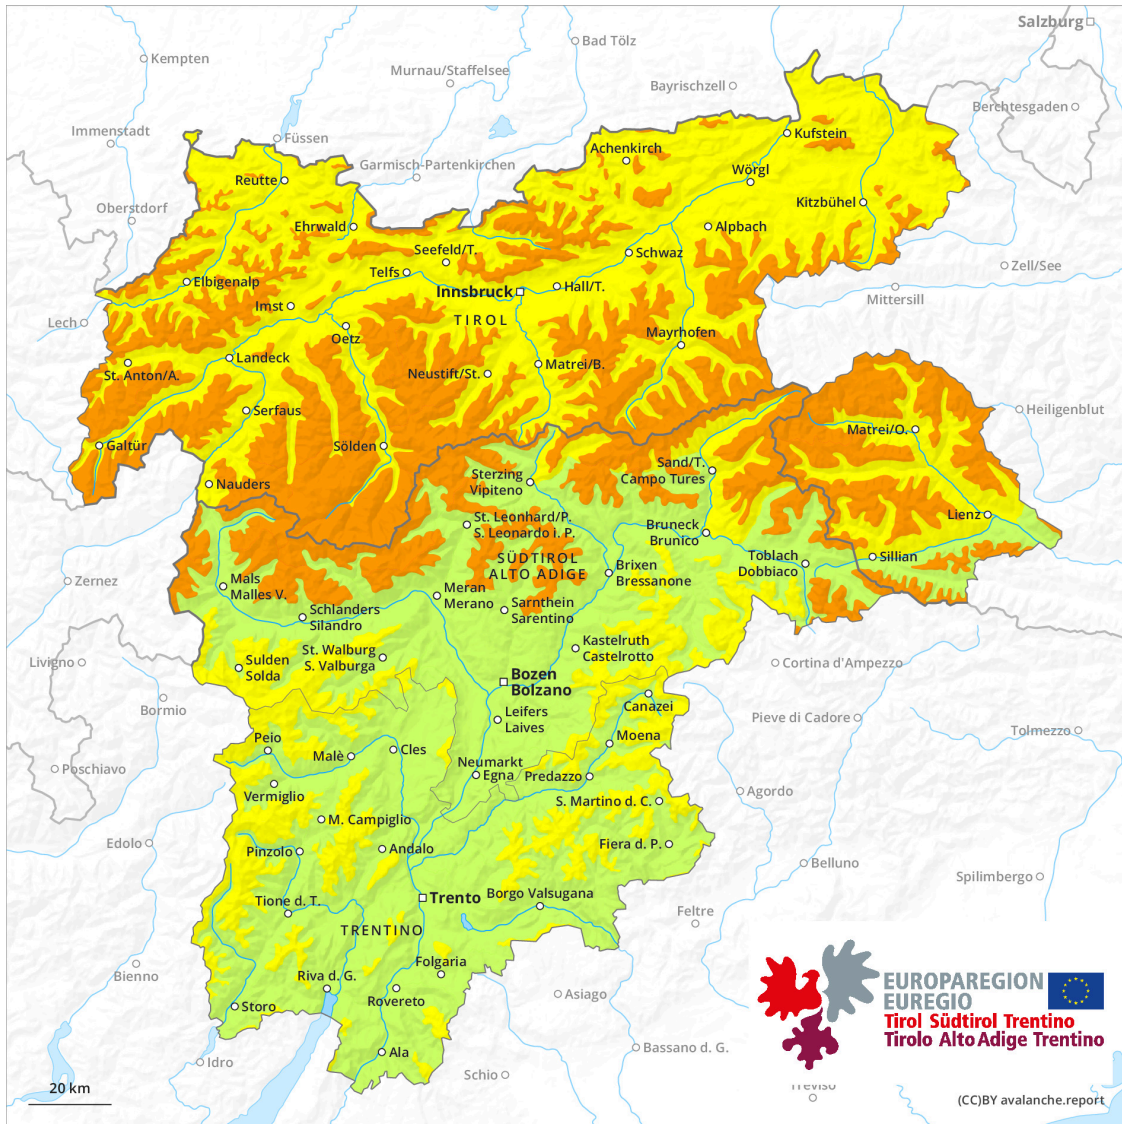 Salzburg
Bad Tölz
Kempten
Murnau/Staffelsee
Bayrischzell
Berchtesgaden
Immenstadt
Füssen
Kufstein
Achenkirch
Garmisch-Partenkirchen
Wörgl
Reutte
Oberstdorf
Kitzbühel
Ehrwald
Alpbach
Seefeld/T.
Schwaz
Telfs
Zell/See
Elbigenalp
Hall/T.
Innsbruck
Mittersill
Imst
TIROL
Lech
Oetz
Mayrhofen
Landeck
Matrei/B.
St. Anton/A.
Neustift/St.
Serfaus
Heiligenblut
Matrei/O.
Galtür
Sölden
Sand/T.
Campo Tures
Sterzing
Vipiteno
Nauders
Lienz
St. Leonhard/P.
S. Leonardo i. P.
Bruneck
Brunico
SÜDTIROL
ALTO ADIGE
Toblach
Dobbiaco
Sillian
Brixen
Bressanone
Zernez
Mals
Malles V.
Meran
Merano
Schlanders
Silandro
Sarnthein
Sarentino
Kastelruth
Castelrotto
St. Walburg
S. Valburga
Livigno
Sulden
Solda
Cortina d'Ampezzo
Bozen
Bolzano
Bormio
Canazei
Leifers
Laives
Pieve di Cadore
Tolmezzo
Moena
Peio
Malè
Cles
Neumarkt
Egna
Predazzo
Poschiavo
Vermiglio
Agordo
S. Martino d. C.
M. Campiglio
Edolo
Pinzolo
Andalo
Fiera d. P.
Belluno
Spilimbergo
Trento
Borgo Valsugana
Tione d. T.
Feltre
TRENTINO
Folgaria
Bienno
Riva d. G.
Rovereto
Asiago
Storo
Ala
Bassano d. G.
Idro
Schio
Treviso
EUROPAREGION
EUREGIO
Tirol Südtirol Trentino
Tirolo Alto Adige Trentino
20 km
(CC)BY avalanche.report